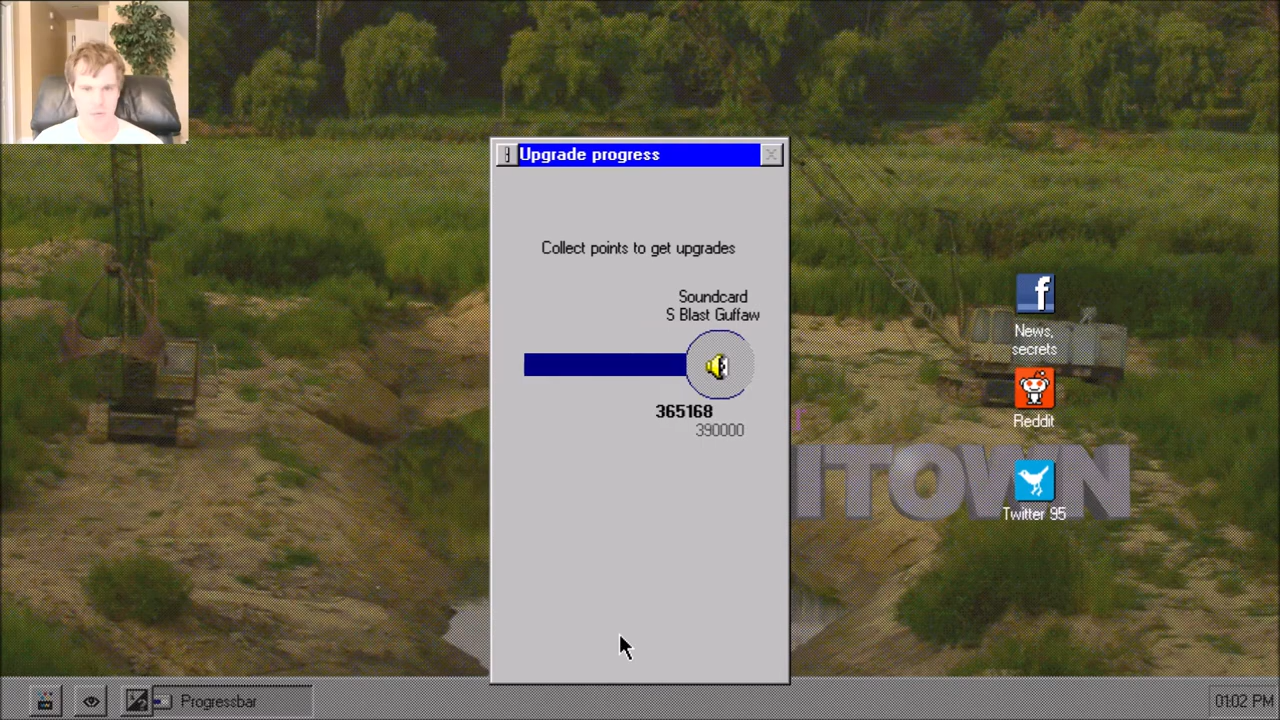 Upgrade progress
Collect points to get upgrades
Soundcard
S Blast Guffaw
365168
390000
News,
secrets
Reddit
ITOWN
Twitter 95
Progressbar
01:02 PM